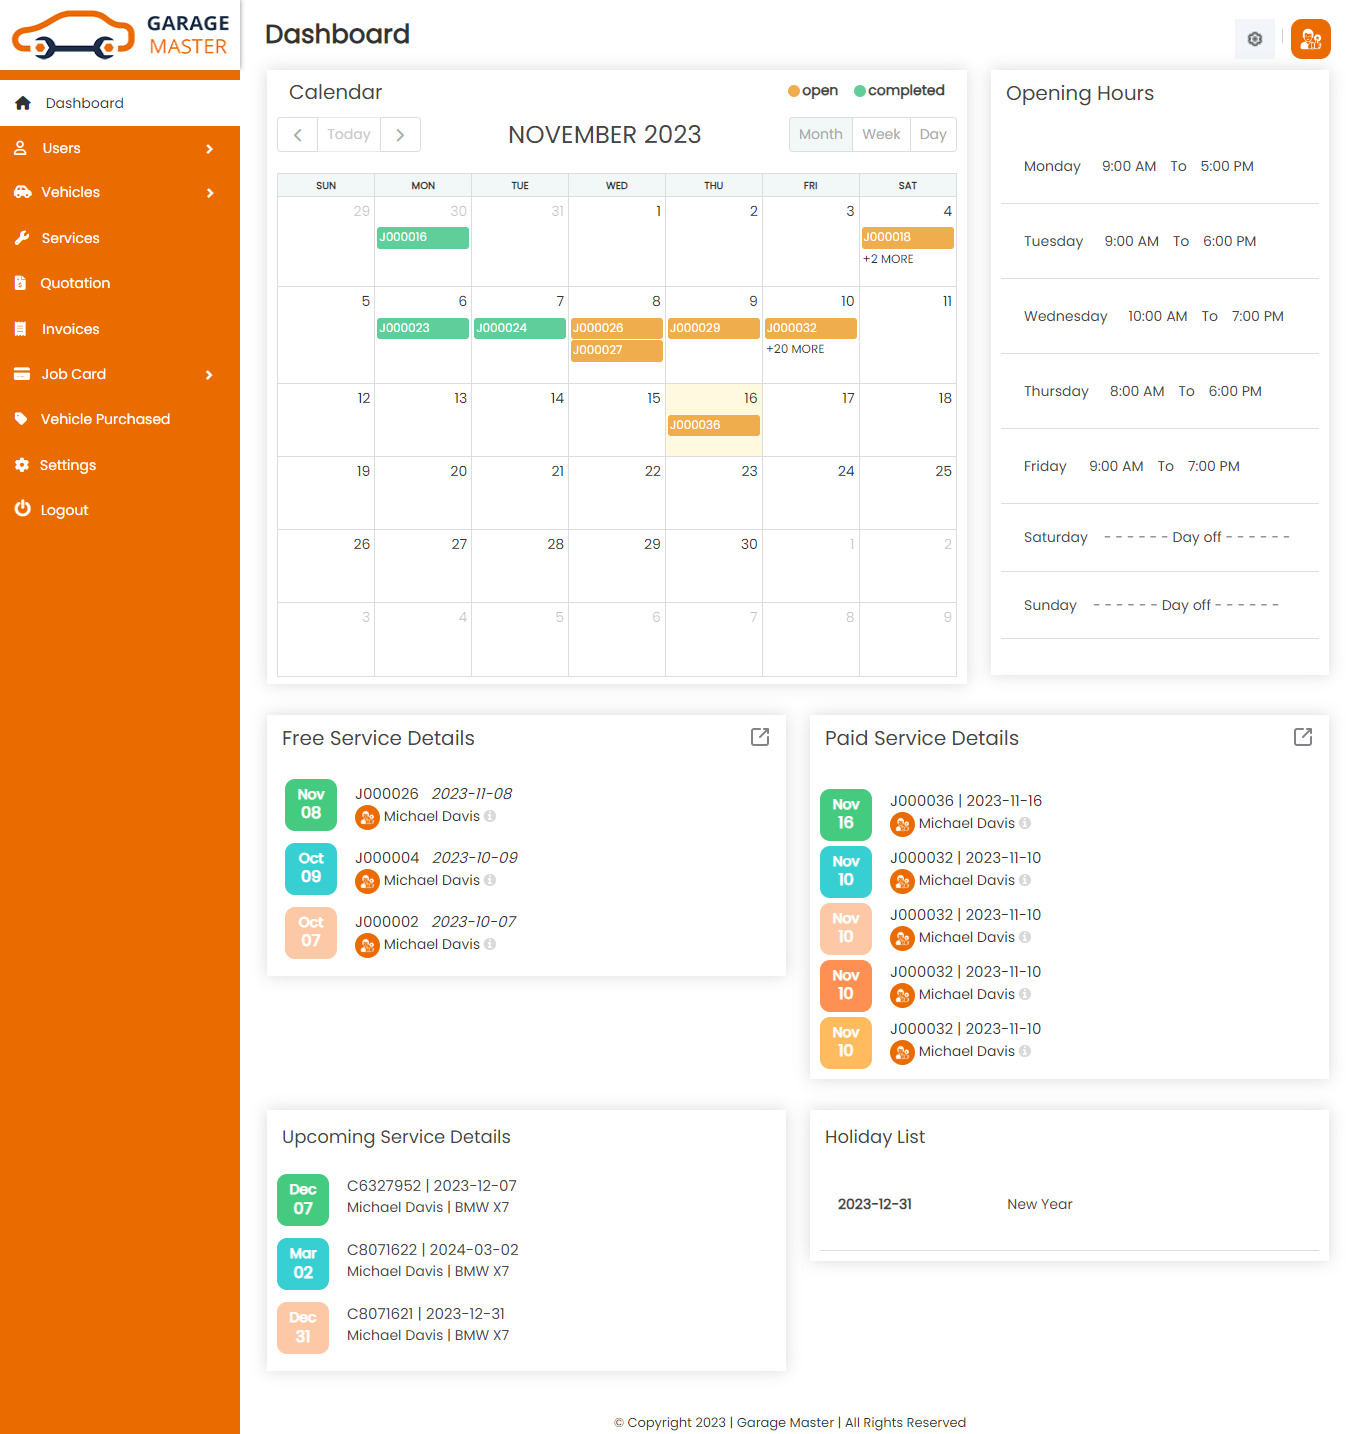 GARAGE
MASTER
Dashboard
Dashboard
Users
Vehicles
Services
Quotation
Invoices
Job Card
Vehicle Purchased
Settings
Logout
Calendar
open completed
Today
NOVEMBER 2023
Month Week Day
SUN MON TUE WED THU FRI SAT
29 30 31 1 2 3 4
J000016 J000018
+2 MORE
5 6 7 8 9 10 11
J000023 J000024 J000026 J000029 J000032
J000027 +20 MORE
12 13 14 15 16 17 18
J000036
19 20 21 22 23 24 25
26 27 28 29 30 1 2
3 4 5 6 7 8 9
Opening Hours
Monday 9:00 AM To 5:00 PM
Tuesday 9:00 AM To 6:00 PM
Wednesday 10:00 AM To 7:00 PM
Thursday 8:00 AM To 6:00 PM
Friday 9:00 AM To 7:00 PM
Saturday - - - - - - Day off - - - - - -
Sunday - - - - - - Day off - - - - - -
Free Service Details
Nov
08
J000026 2023-11-08
Michael Davis
Oct
09
J000004 2023-10-09
Michael Davis
Oct
07
J000002 2023-10-07
Michael Davis
Paid Service Details
Nov
16
J000036 | 2023-11-16
Michael Davis
Nov
10
J000032 | 2023-11-10
Michael Davis
Nov
10
J000032 | 2023-11-10
Michael Davis
Nov
10
J000032 | 2023-11-10
Michael Davis
Nov
10
J000032 | 2023-11-10
Michael Davis
Upcoming Service Details
Dec
07
C6327952 | 2023-12-07
Michael Davis | BMW X7
Mar
02
C8071622 | 2024-03-02
Michael Davis | BMW X7
Dec
31
C8071621 | 2023-12-31
Michael Davis | BMW X7
Holiday List
2023-12-31 New Year
© Copyright 2023 | Garage Master | All Rights Reserved